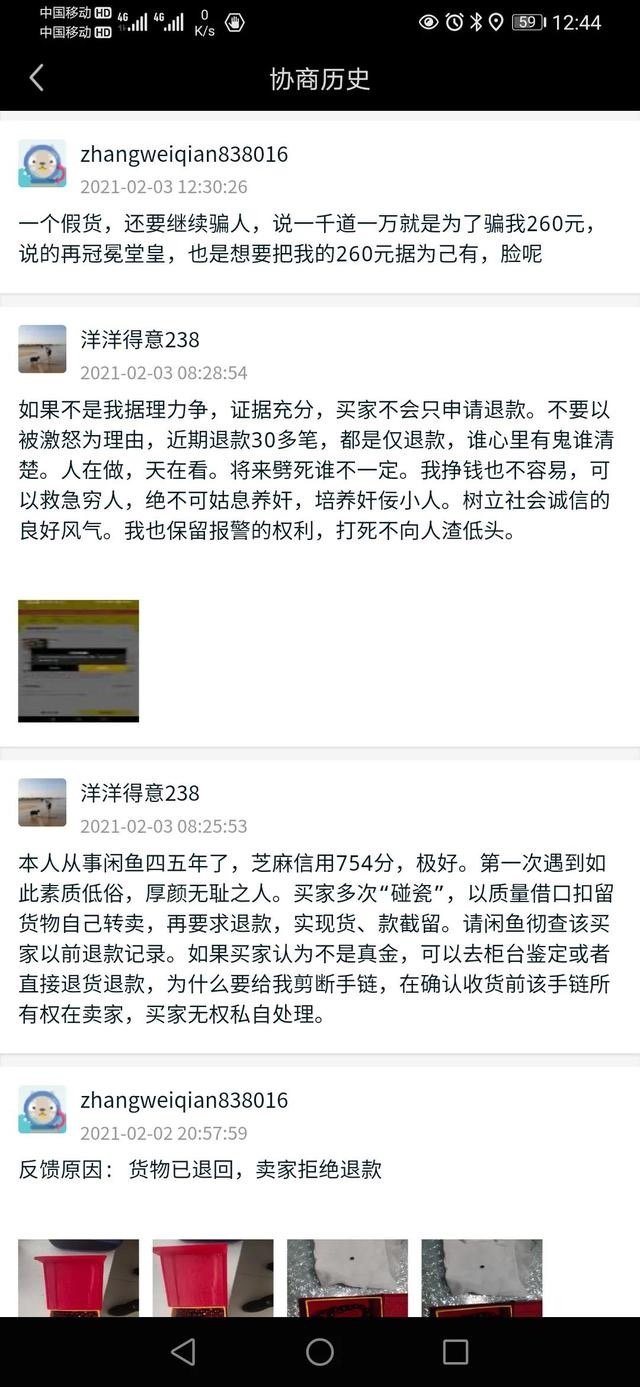 中国移动 HD 4G 4G 0 59 12:44
中国移动 HD K/s
协商历史
zhangweiqian838016
2021-02-03 12:30:26
一个假货，还要继续骗人，说一千道一万就是为了骗我260元，
说的再冠冕堂皇，也是想要把我的260元据为己有，脸呢
洋洋得意238
2021-02-03 08:28:54
如果不是我据理力争，证据充分，买家不会只申请退款。不要以
被激怒为理由，近期退款30多笔，都是仅退款，谁心里有鬼谁清
楚。人在做，天在看。将来劈死谁不一定。我挣钱也不容易，可
以救急穷人，绝不可姑息养奸，培养奸佞小人。树立社会诚信的
良好风气。我也保留报警的权利，打死不向人渣低头。
洋洋得意238
2021-02-03 08:25:53
本人从事闲鱼四五年了，芝麻信用754分，极好。第一次遇到如
此素质低俗，厚颜无耻之人。买家多次“碰瓷”，以质量借口扣留
货物自己转卖，再要求退款，实现货、款截留。请闲鱼彻查该买
家以前退款记录。如果买家认为不是真金，可以去柜台鉴定或者
直接退货退款，为什么要给我剪断手链，在确认收货前该手链所
有权在卖家，买家无权私自处理。
zhangweiqian838016
2021-02-02 20:57:59
反馈原因：货物已退回，卖家拒绝退款